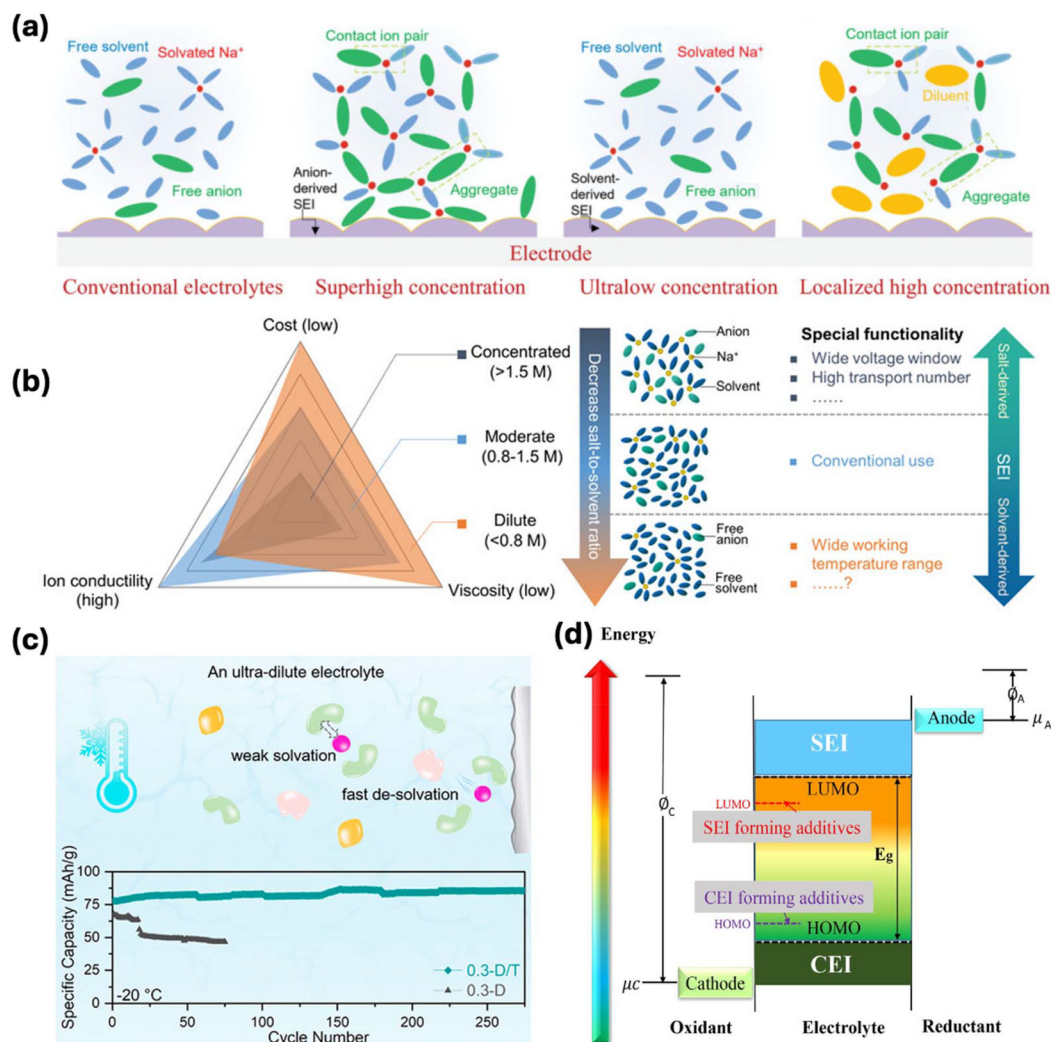 (a)
Free solvent
Solvated Na⁺
Free anion
Contact ion pair
Anion-
derived
SEI
Aggregate
Free solvent
Solvated Na⁺
Solvent-
derived
SEI
Free anion
Contact ion pair
Diluent
Aggregate
Electrode
Conventional electrolytes
Superhigh concentration
Ultralow concentration
Localized high concentration
(b)
Cost (low)
Ion conductility
(high)
Viscosity (low)
Concentrated
(>1.5 M)
Moderate
(0.8-1.5 M)
Dilute
(<0.8 M)
Decrease salt-to-solvent ratio
Anion
Na⁺
Solvent
Free
anion
Free
solvent
Special functionality
Wide voltage window
High transport number
......
Conventional use
Wide working
temperature range
......?
Salt-derived
SEI
Solvent-derived
(c)
An ultra-dilute electrolyte
weak solvation
fast de-solvation
Specific Capacity (mAh/g)
100
75
50
25
0
-20 °C
0.3-D/T
0.3-D
0
50
100
150
200
250
Cycle Number
(d)
Energy
ϕA
μA
Anode
SEI
LUMO
LUMO
SEI forming additives
ϕC
Eg
CEI forming additives
HOMO
HOMO
CEI
μc
Cathode
Oxidant
Electrolyte
Reductant